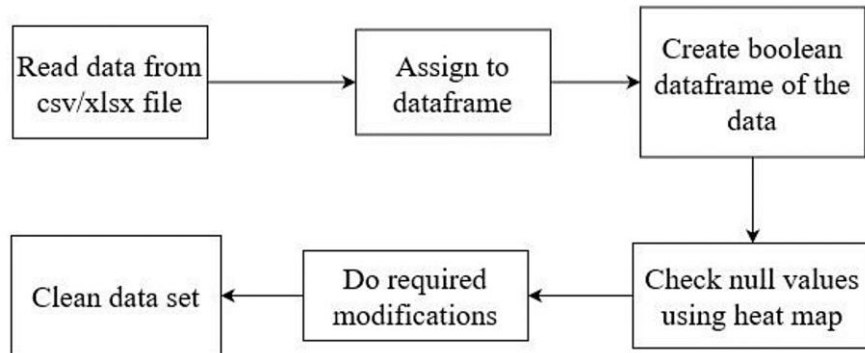 Read data from
csv/xlsx file
Assign to
dataframe
Create boolean
dataframe of the
data
Check null values
using heat map
Do required
modifications
Clean data set